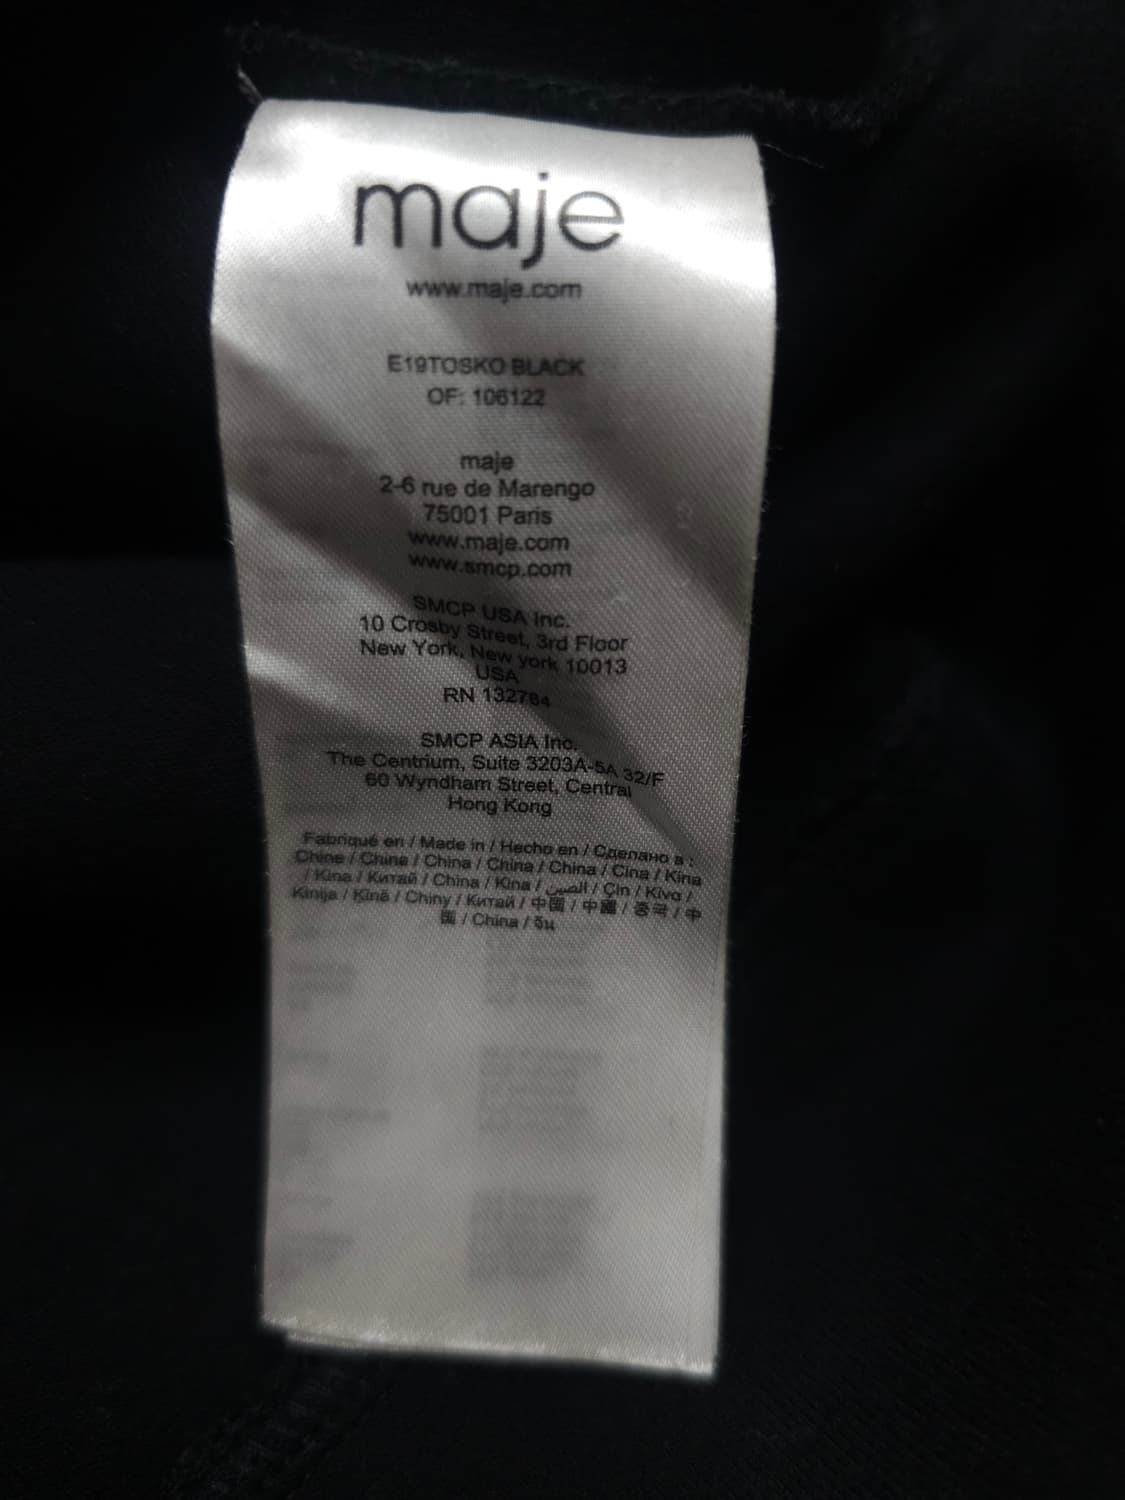 maje
www.maje.com
E19TOSKO BLACK
OF: 106122
maje
2-6 rue de Marengo
75001 Paris
www.maje.com
www.smcp.com
SMCP USA Inc.
10 Crosby Street, 3rd Floor
New York, New york 10013
USA
RN 132784
SMCP ASIA Inc.
The Centrium, Suite 3203A-5A 32/F
60 Wyndham Street, Central
Hong Kong
Fabriqué en / Made in / Hecho en / Сделано в :
Chine / China / China / China / China / Cina / Kina
/ Kina / Китай / China / Kina / الصين / Çin / Κίνα /
Kinija / Ķīnā / Chiny / Китай / 中国 / 中國 / 중국 / 中
国 / China / จีน